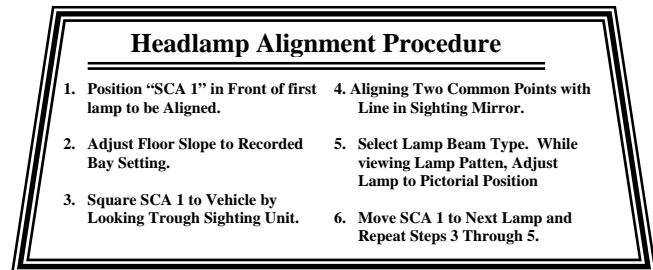 Headlamp Alignment Procedure
1. Position “SCA 1” in Front of first
lamp to be Aligned.
2. Adjust Floor Slope to Recorded
Bay Setting.
3. Square SCA 1 to Vehicle by
Looking Trough Sighting Unit.
4. Aligning Two Common Points with
Line in Sighting Mirror.
5. Select Lamp Beam Type. While
viewing Lamp Patten, Adjust
Lamp to Pictorial Position
6. Move SCA 1 to Next Lamp and
Repeat Steps 3 Through 5.